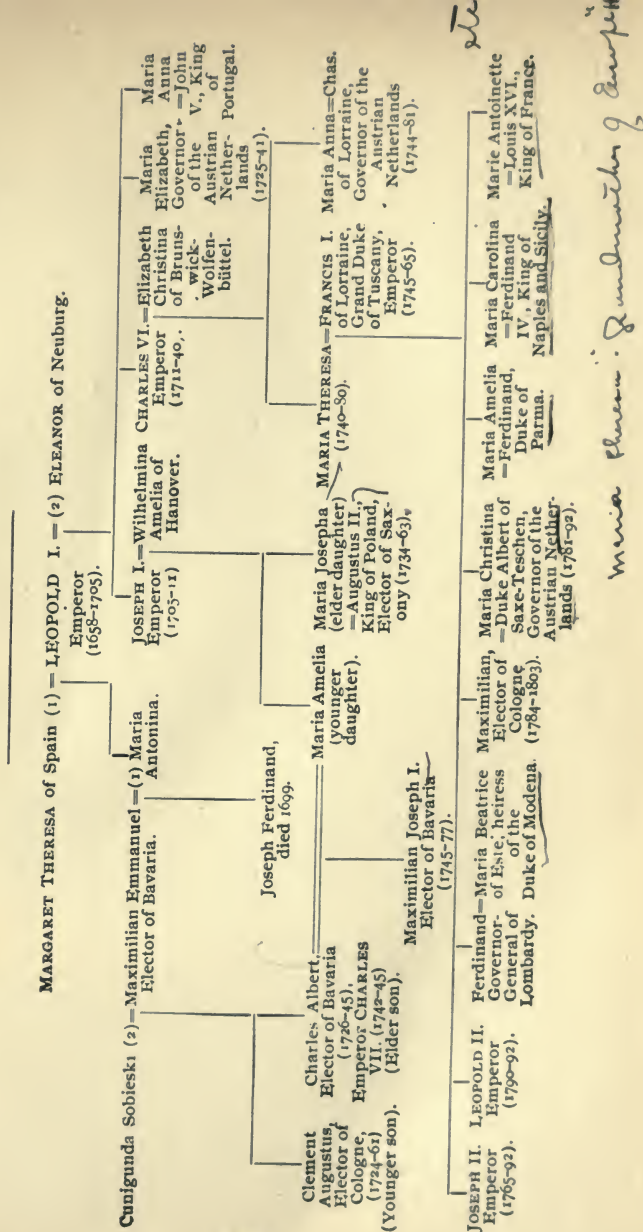 MARGARET THERESA of Spain (1) = LEOPOLD I. = (2) ELEANOR of Neuburg.
Emperor
(1658-1705).
Cunigunda Sobieski (2)=Maximilian Emmanuel=(1) Maria
Elector of Bavaria.
Antonina.
JOSEPH I.=Wilhelmina
Emperor
(1705-11)
Amelia of
Hanover.
CHARLES VI.=Elizabeth
Emperor
(1711-40,.
Christina
of Bruns-
wick-
Wolfen-
büttel.
Maria
Elizabeth,
Governor
of the
Austrian
Nether-
lands
(1725-41).
Maria
Anna
=John
V., King
of
Portugal.
Joseph Ferdinand,
died 1699.
Clement
Augustus,
Elector of
Cologne,
(1724-61)
(Younger son).
Charles Albert,
Elector of Bavaria
(1726-45),
Emperor CHARLES
VII. (1742-45)
(Elder son).
Maria Amelia
(younger
daughter).
Maria Josepha
(elder daughter)
=Augustus II.,
King of Poland,
Elector of Sax-
ony (1734-63).
MARIA THERESA=FRANCIS I.
(1740-80).
of Lorraine,
Grand Duke
of Tuscany,
Emperor
(1745-65).
Maria Anna=Chas.
of Lorraine,
Governor of the
Austrian
Netherlands
(1744-81).
Maximilian Joseph I.
Elector of Bavaria
(1745-77).
JOSEPH II.
Emperor
(1765-92).
LEOPOLD II.
Emperor
(1790-92).
Ferdinand=Maria Beatrice
Governor-
General of
Lombardy.
of Este, heiress
of the
Duke of Modena.
Maximilian,
Elector of
Cologne
(1784-1803).
Maria Christina
=Duke Albert of
Saxe-Teschen,
Governor of the
Austrian Nether-
lands (1781-92).
Maria Amelia
=Ferdinand,
Duke of
Parma.
Maria Carolina
=Ferdinand
IV., King of
Naples and Sicily.
Marie Antoinette
=Louis XVI.,
King of France.
etc
Maria Theresa: "Grandmother of Europe"